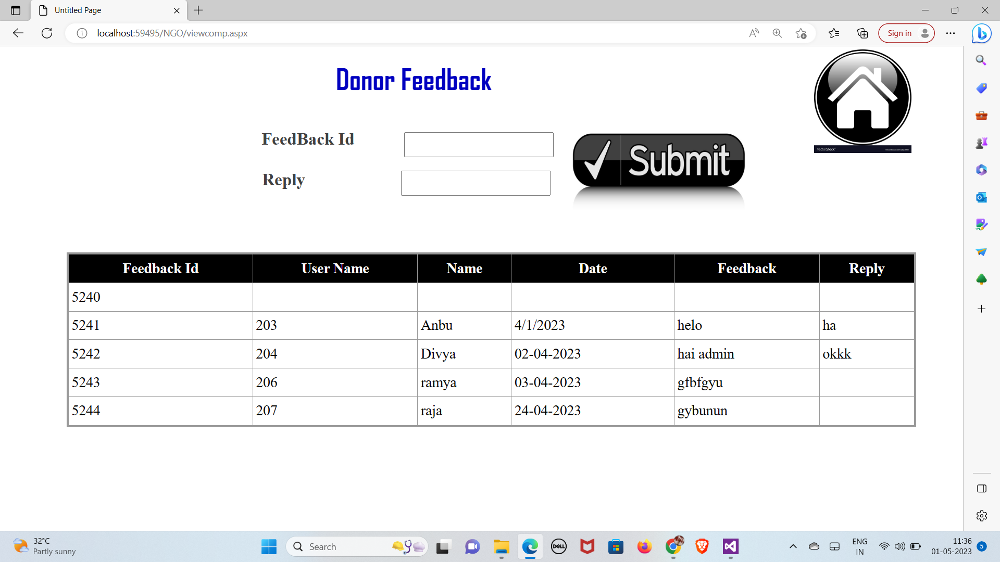 Untitled Page
localhost:59495/NGO/viewcomp.aspx
Sign in
Donor Feedback
FeedBack Id
Submit
Reply
VectorStock
Feedback Id User Name Name Date Feedback Reply
5240
5241 203 Anbu 4/1/2023 helo ha
5242 204 Divya 02-04-2023 hai admin okkk
5243 206 ramya 03-04-2023 gfbfgyu
5244 207 raja 24-04-2023 gybunun
32°C
Partly sunny
Search
DELL
ENG
IN
11:36
01-05-2023
5